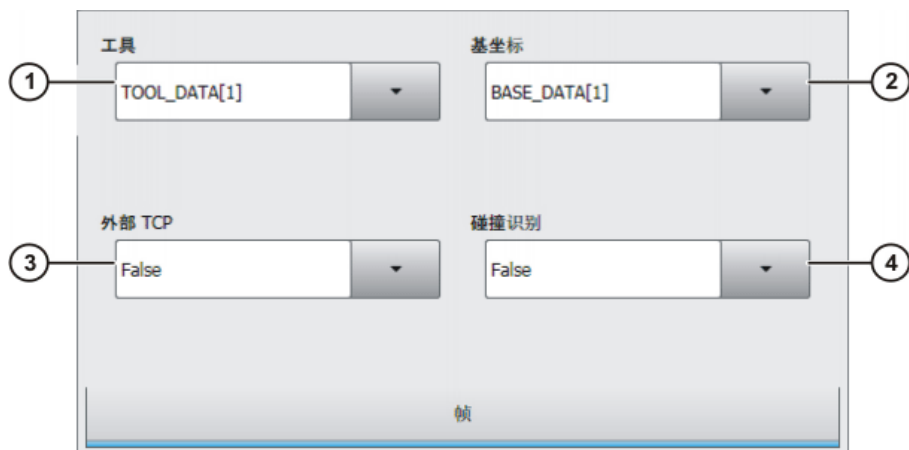 工具
基坐标
1
TOOL_DATA[1]
BASE_DATA[1]
2
外部 TCP
碰撞识别
3
False
False
4
帧